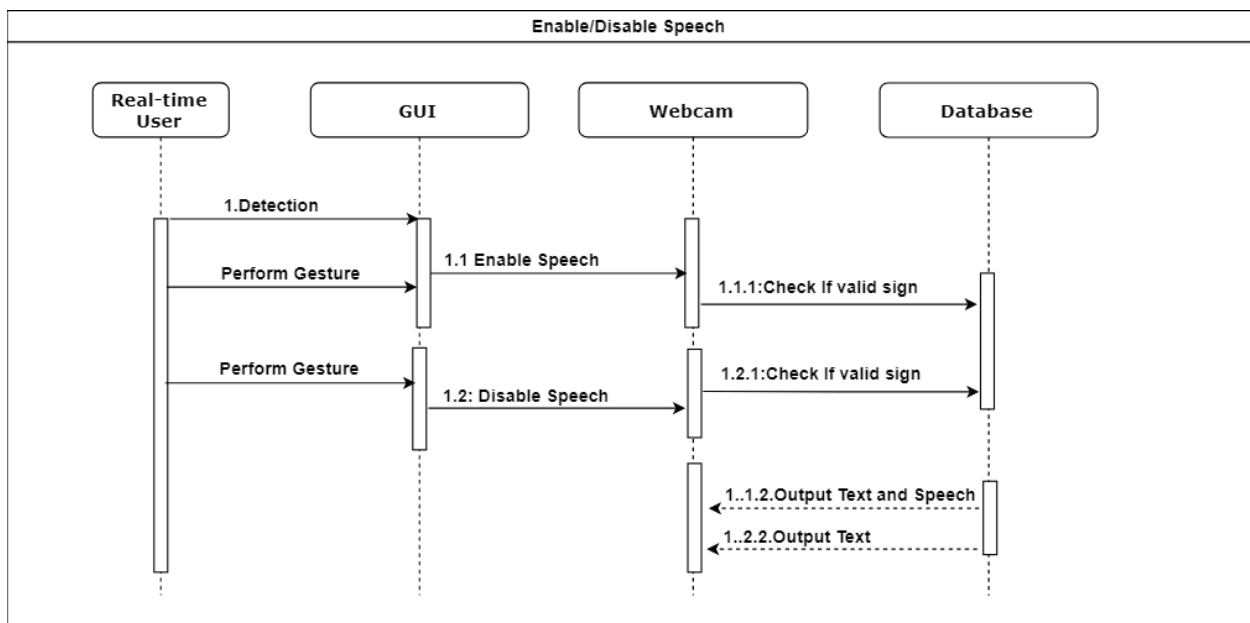 Enable/Disable Speech
Real-time
User
GUI
Webcam
Database
1.Detection
1.1 Enable Speech
Perform Gesture
1.1.1:Check If valid sign
Perform Gesture
1.2.1:Check If valid sign
1.2: Disable Speech
1..1.2.Output Text and Speech
1..2.2.Output Text